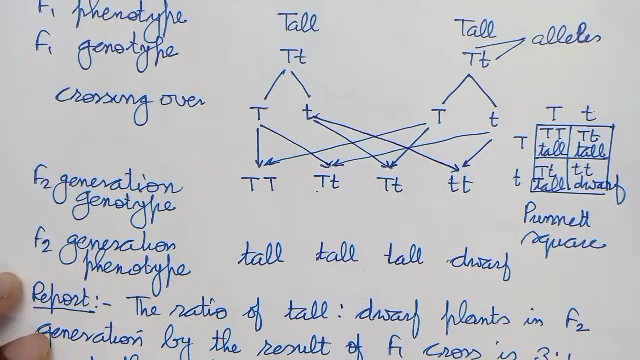 F1 phenotype Tall Tall
F1 genotype Tt Tt alleles
crossing over T t T t
T t
T TT Tt
tall tall
t Tt tt
tall dwarf
Punnett
square
F2 generation TT Tt Tt tt
genotype
F2 generation
phenotype tall tall tall dwarf
Report:- The ratio of tall : dwarf plants in F2
generation by the result of F1 cross is 3: